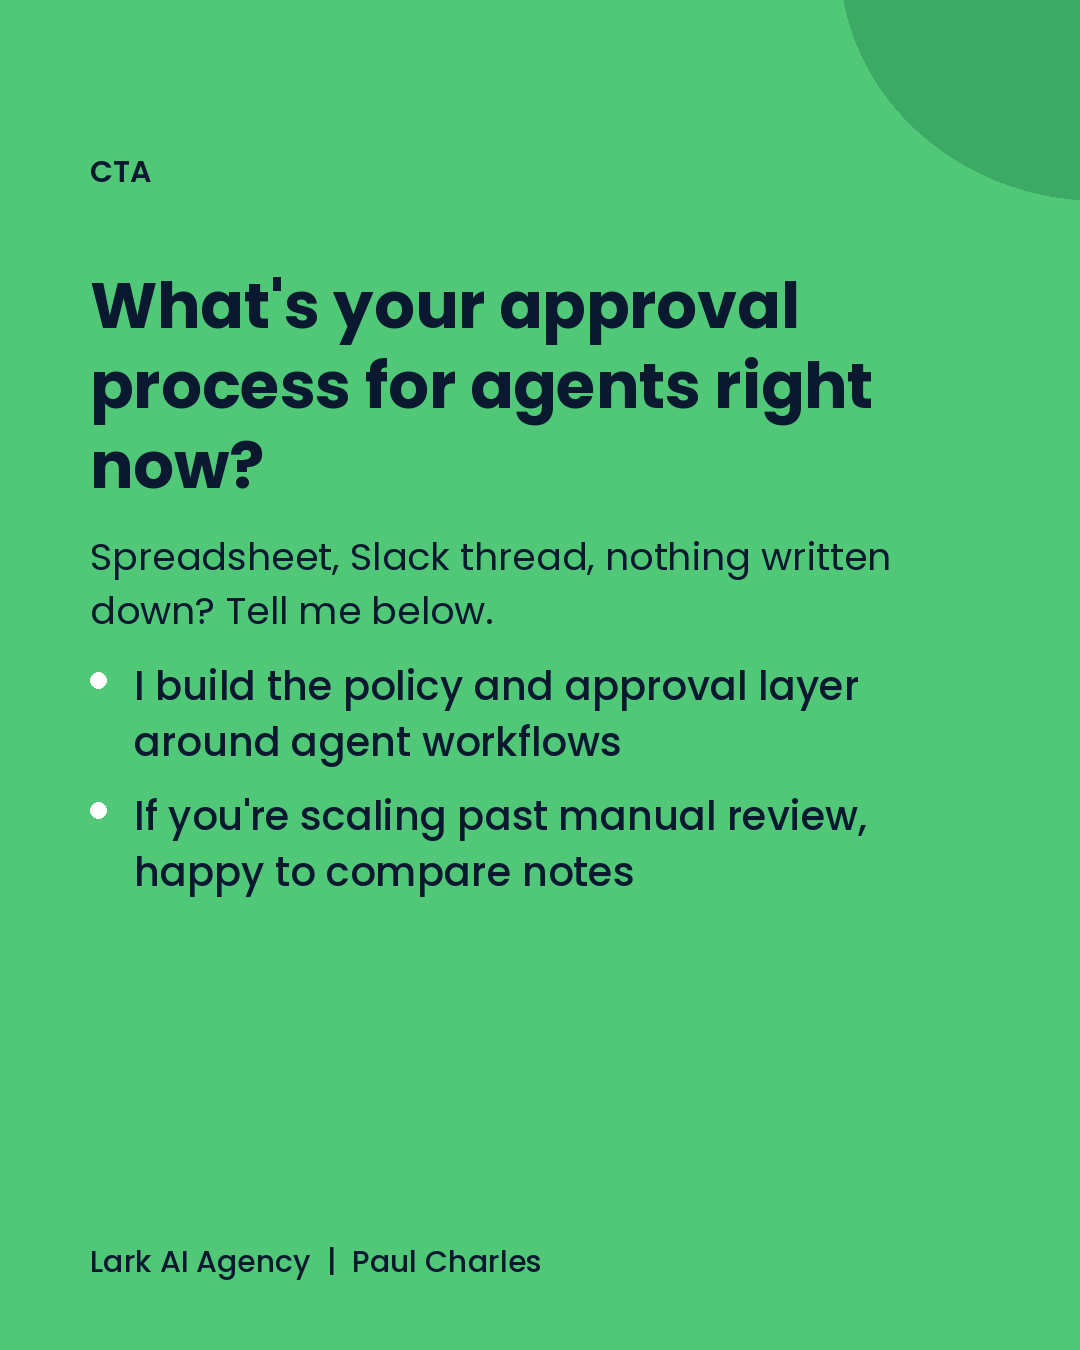 CTA
What's your approval
process for agents right
now?
Spreadsheet, Slack thread, nothing written
down? Tell me below.
I build the policy and approval layer
around agent workflows
If you're scaling past manual review,
happy to compare notes
Lark AI Agency | Paul Charles